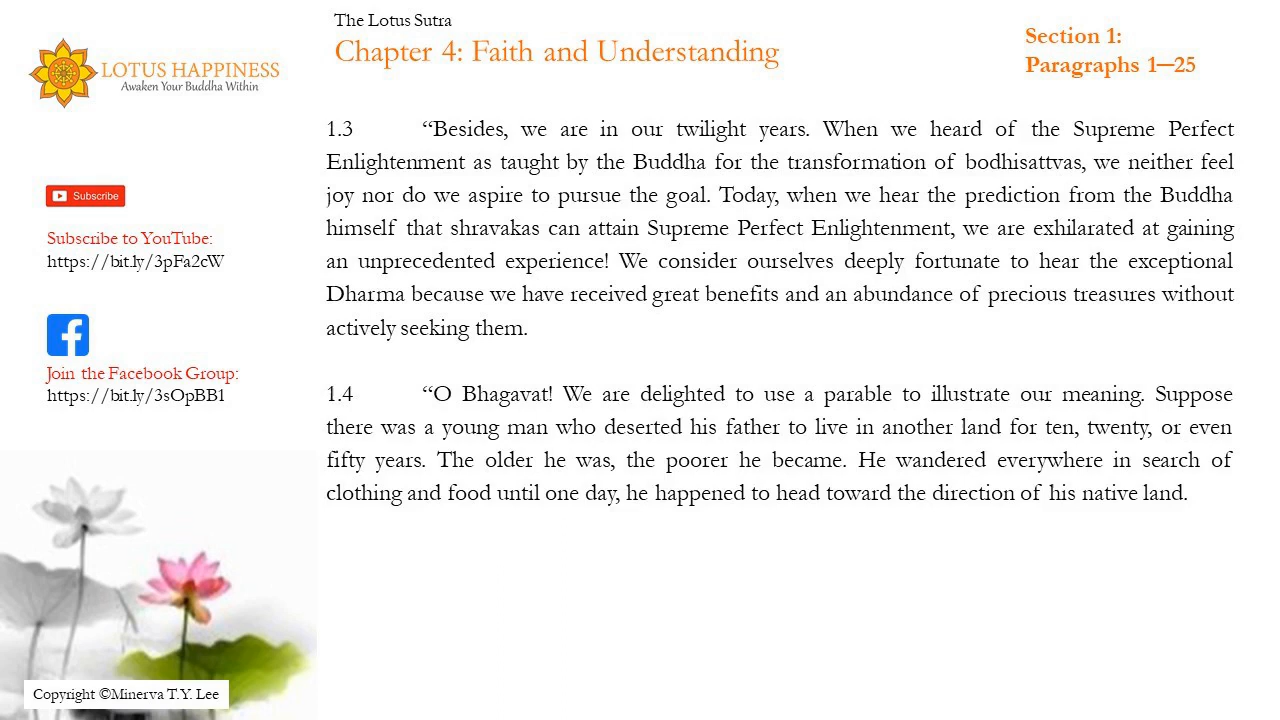 The Lotus Sutra
Chapter 4: Faith and Understanding
Section 1:
Paragraphs 1─25
LOTUS HAPPINESS
Awaken Your Buddha Within
1.3 “Besides, we are in our twilight years. When we heard of the Supreme Perfect
Enlightenment as taught by the Buddha for the transformation of bodhisattvas, we neither feel
joy nor do we aspire to pursue the goal. Today, when we hear the prediction from the Buddha
himself that shravakas can attain Supreme Perfect Enlightenment, we are exhilarated at gaining
an unprecedented experience! We consider ourselves deeply fortunate to hear the exceptional
Dharma because we have received great benefits and an abundance of precious treasures without
actively seeking them.
1.4 “O Bhagavat! We are delighted to use a parable to illustrate our meaning. Suppose
there was a young man who deserted his father to live in another land for ten, twenty, or even
fifty years. The older he was, the poorer he became. He wandered everywhere in search of
clothing and food until one day, he happened to head toward the direction of his native land.
Subscribe
Subscribe to YouTube:
https://bit.ly/3pFa2cW
Join the Facebook Group:
https://bit.ly/3sOpBB1
Copyright ©Minerva T.Y. Lee